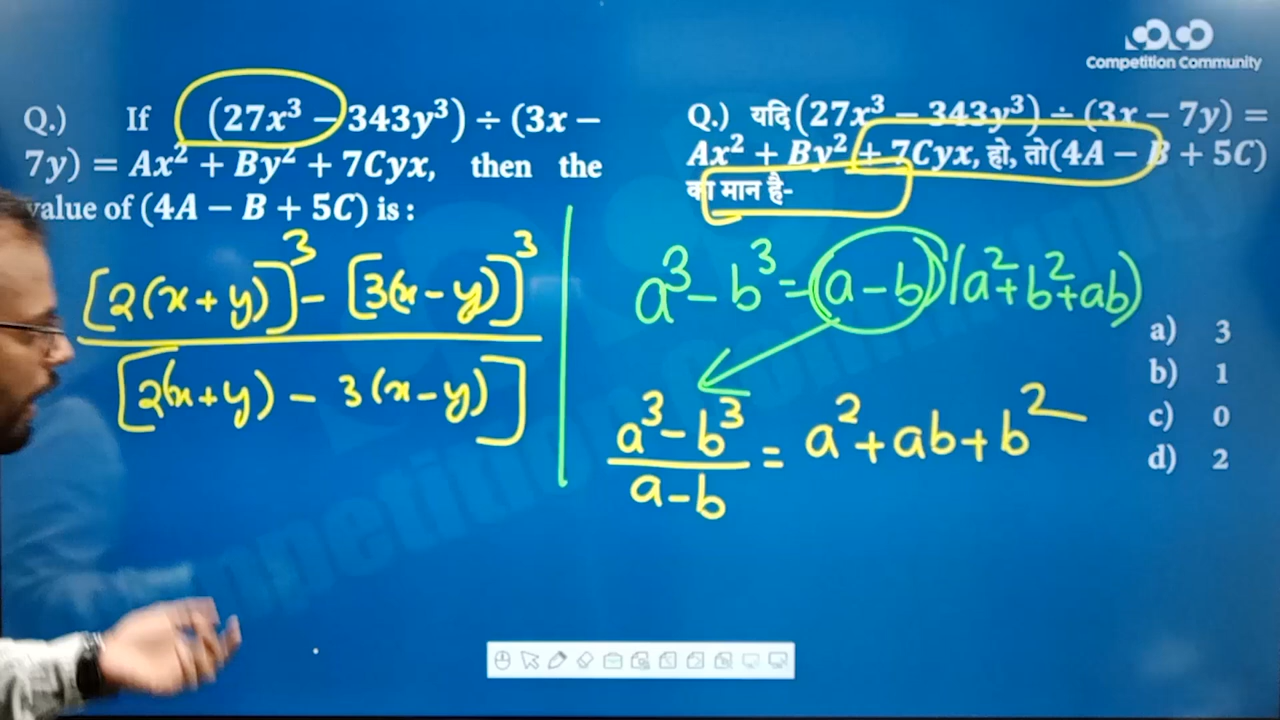 Competition Community
Q.) If (27x³ − 343y³) ÷ (3x −
7y) = Ax² + By² + 7Cyx, then the
value of (4A − B + 5C) is :
Q.) यदि (27x³ − 343y³) ÷ (3x − 7y) =
Ax² + By² + 7Cyx, हो, तो(4A − B + 5C)
का मान है-
[2(x+y)]³ − [3(x−y)]³
[2(x+y) − 3(x−y)]
a³ − b³ = (a − b)(a² + b² + ab)
a³ − b³
a − b
= a² + ab + b²
a) 3
b) 1
c) 0
d) 2
Competition Community